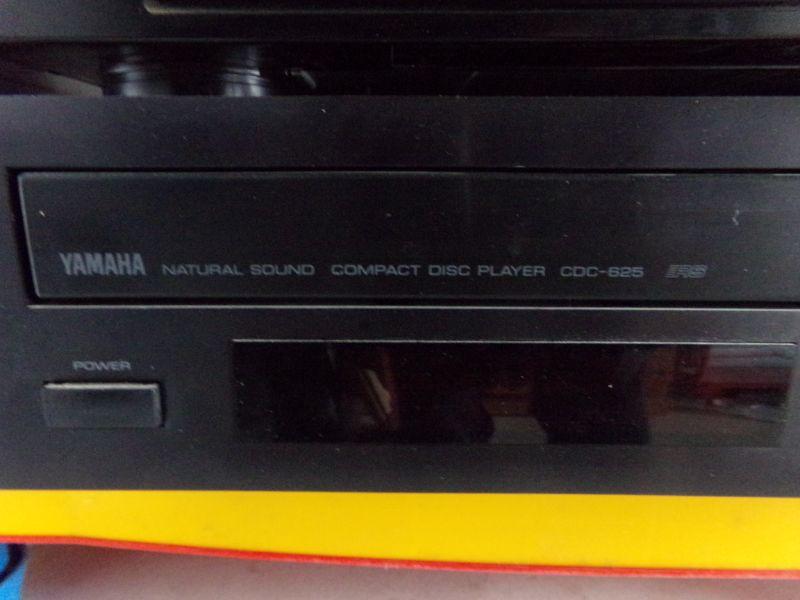 YAMAHA NATURAL SOUND COMPACT DISC PLAYER CDC-625 RS
POWER